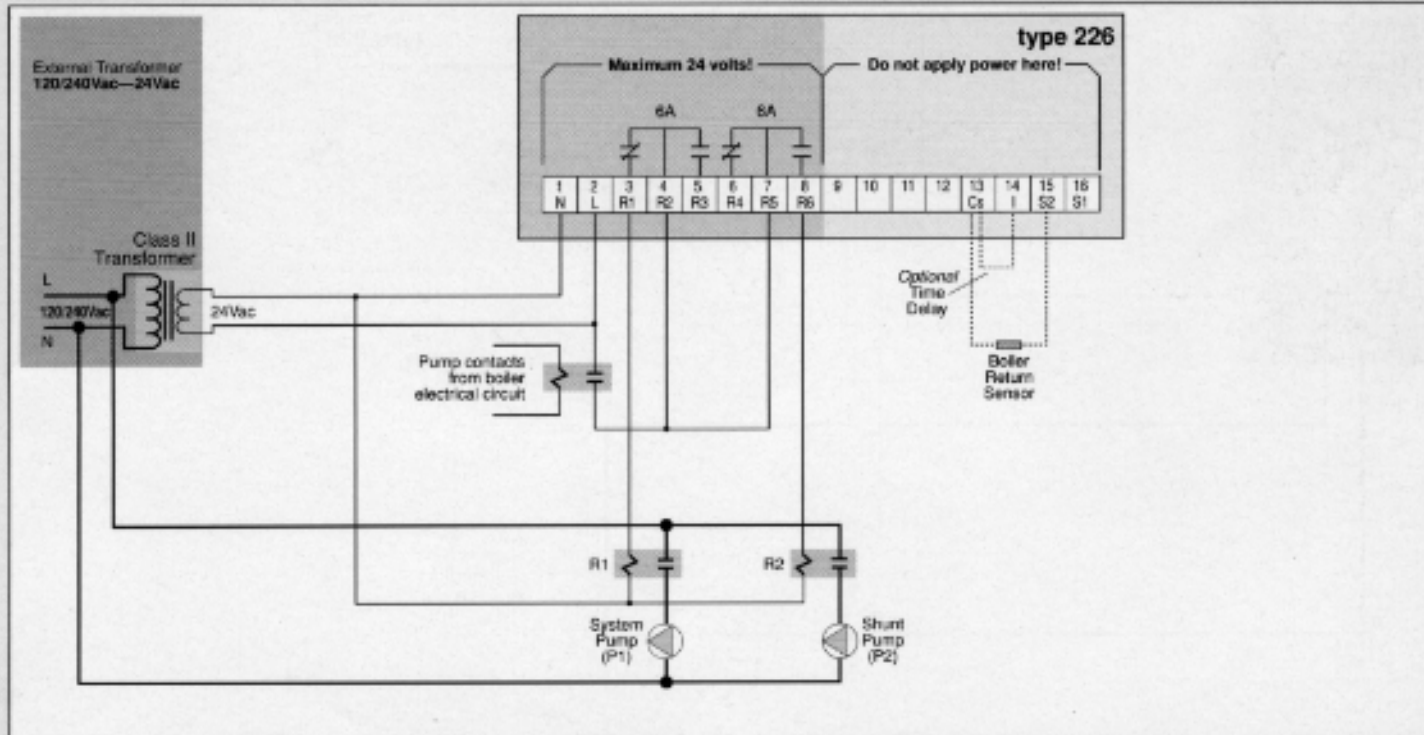 type 226
External Transformer
120/240Vac—24Vac
Maximum 24 volts!
Do not apply power here!
6A
6A
1 2 3 4 5 6 7 8 9 10 11 12 13 14 15 16
N L R1 R2 R3 R4 R5 R6 Cs I S2 S1
Class II
Transformer
L
120/240Vac
N
24Vac
Optional
Time
Delay
Pump contacts
from boiler
electrical circuit
Boiler
Return
Sensor
R1
R2
System
Pump
(P1)
Shunt
Pump
(P2)